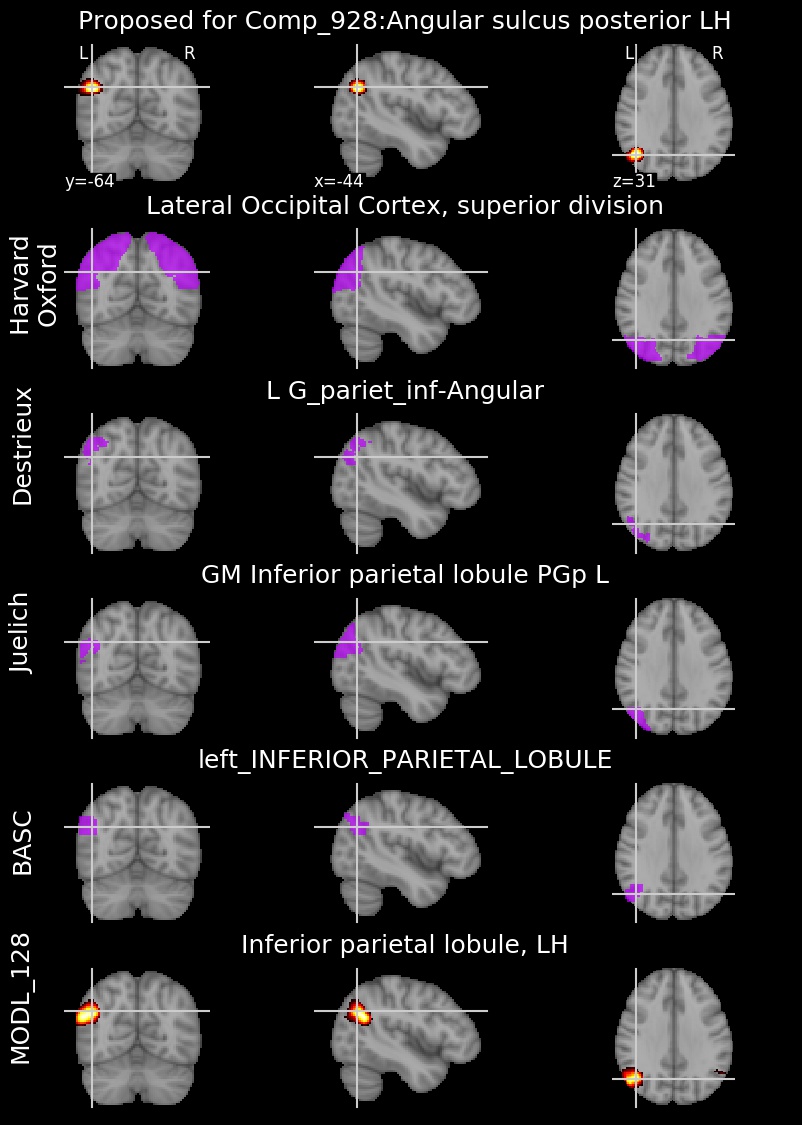 Proposed for Comp_928:Angular sulcus posterior LH
L R L R
y=-64 x=-44 z=31
Lateral Occipital Cortex, superior division
Harvard
Oxford
L G_pariet_inf-Angular
Destrieux
GM Inferior parietal lobule PGp L
Juelich
left_INFERIOR_PARIETAL_LOBULE
BASC
Inferior parietal lobule, LH
MODL_128